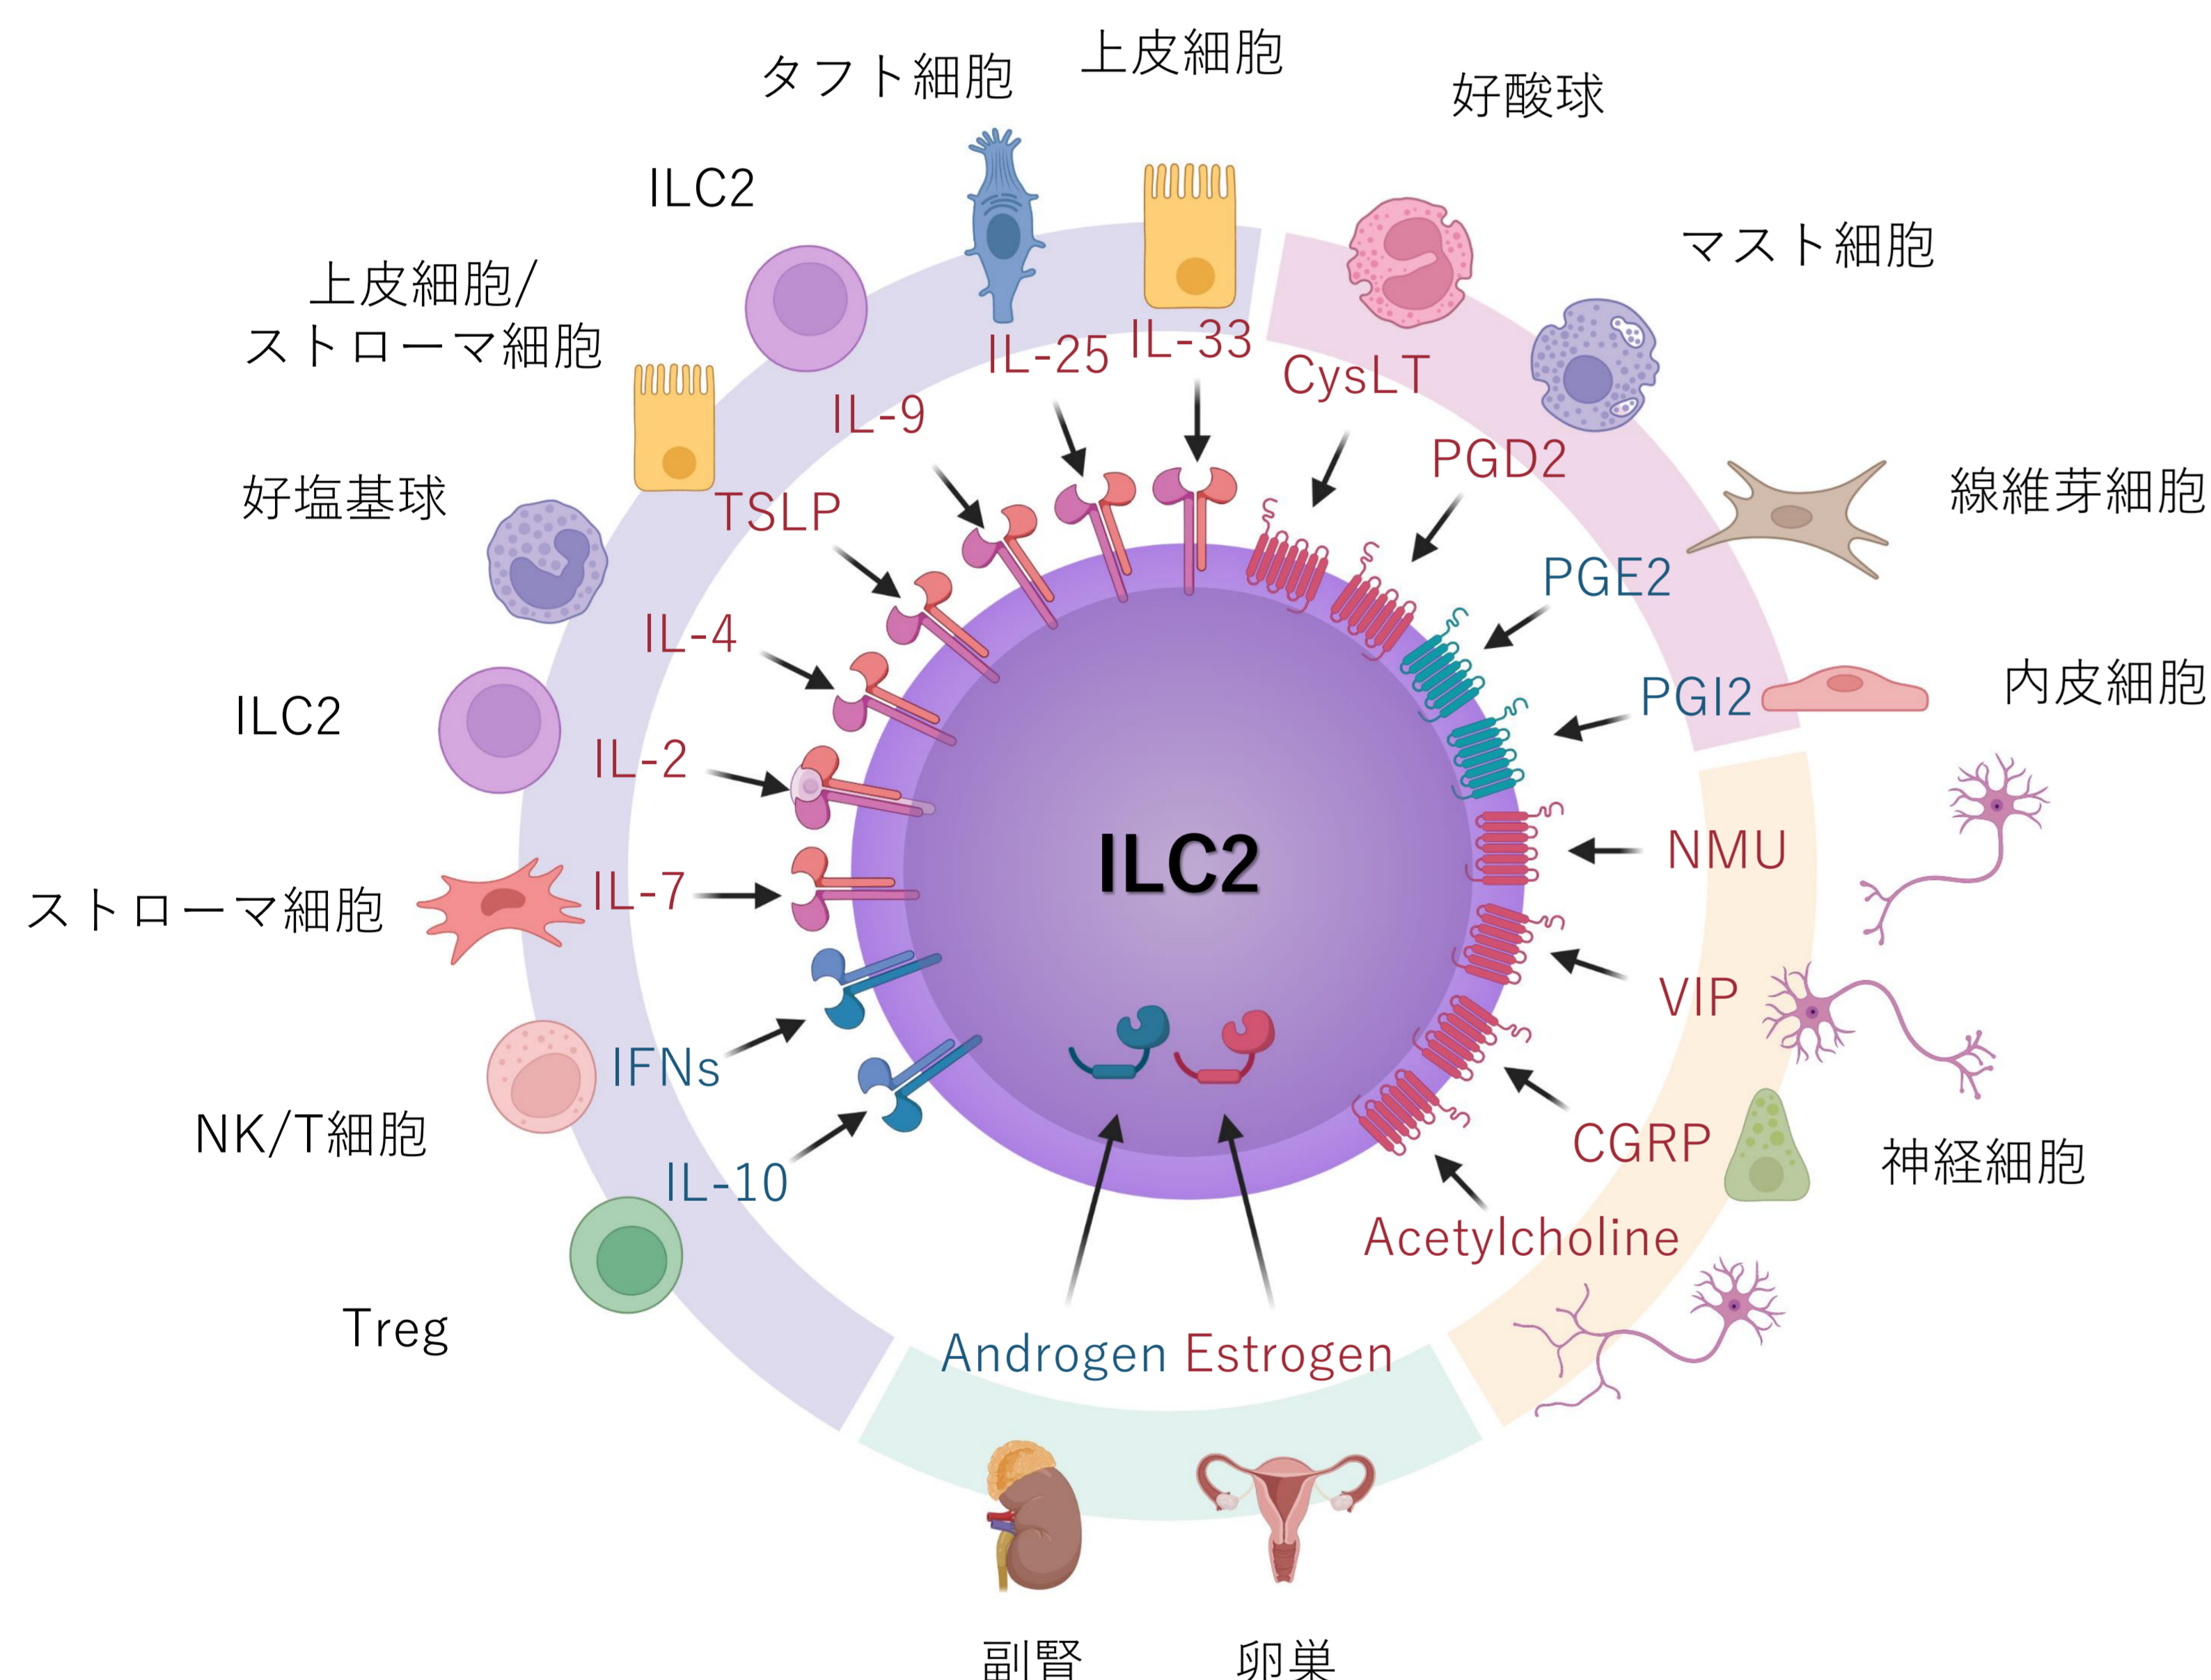 上皮細胞
タフト細胞
好酸球
ILC2
マスト細胞
上皮細胞/
ストローマ細胞
IL-25
IL-33
CysLT
IL-9
PGD2
線維芽細胞
好塩基球
TSLP
PGE2
IL-4
内皮細胞
PGI2
ILC2
IL-2
NMU
ILC2
IL-7
ストローマ細胞
VIP
IFNs
NK/T細胞
CGRP
神経細胞
IL-10
Acetylcholine
Treg
Androgen
Estrogen
副腎
卵巣